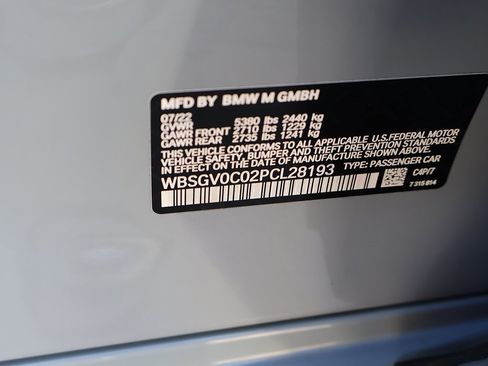 MFD BY BMW M GMBH
07/22
GVWR 5380 lbs 2440 kg
GAWR FRONT 2710 lbs 1229 kg
GAWR REAR 2735 lbs 1241 kg
THIS VEHICLE CONFORMS TO ALL APPLICABLE U.S.FEDERAL MOTOR
VEHICLE SAFETY, BUMPER, AND THEFT PREVENTION STANDARDS IN
EFFECT ON THE DATE OF MANUFACTURE SHOWN ABOVE.
WBSGV0C02PCL28193 TYPE: PASSENGER CAR
C4P/7
7 315 814